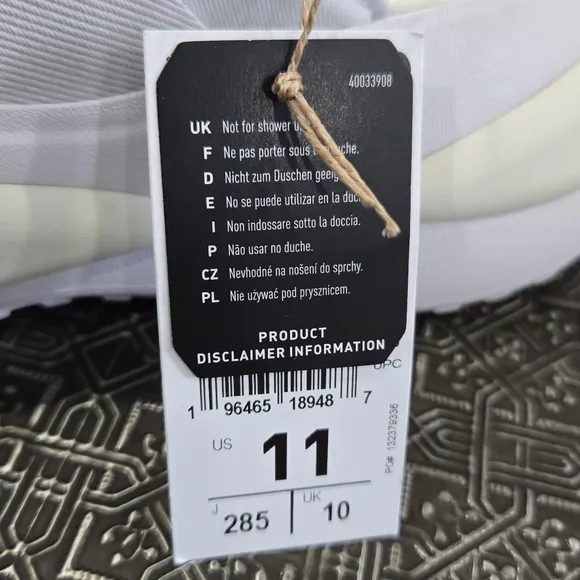 40033908
UK Not for shower
F Ne pas porter sous
D Nicht zum Duschen
E No se puede utilizar en la
I Non indossare sotto la doccia.
P Não usar no duche.
CZ Nevhodné na nošení do sprchy.
PL Nie używać pod prysznicem.
PRODUCT
DISCLAIMER INFORMATION
UPC
1 96465 18948 7
US 11
PO# 132379336
J 285
UK 10